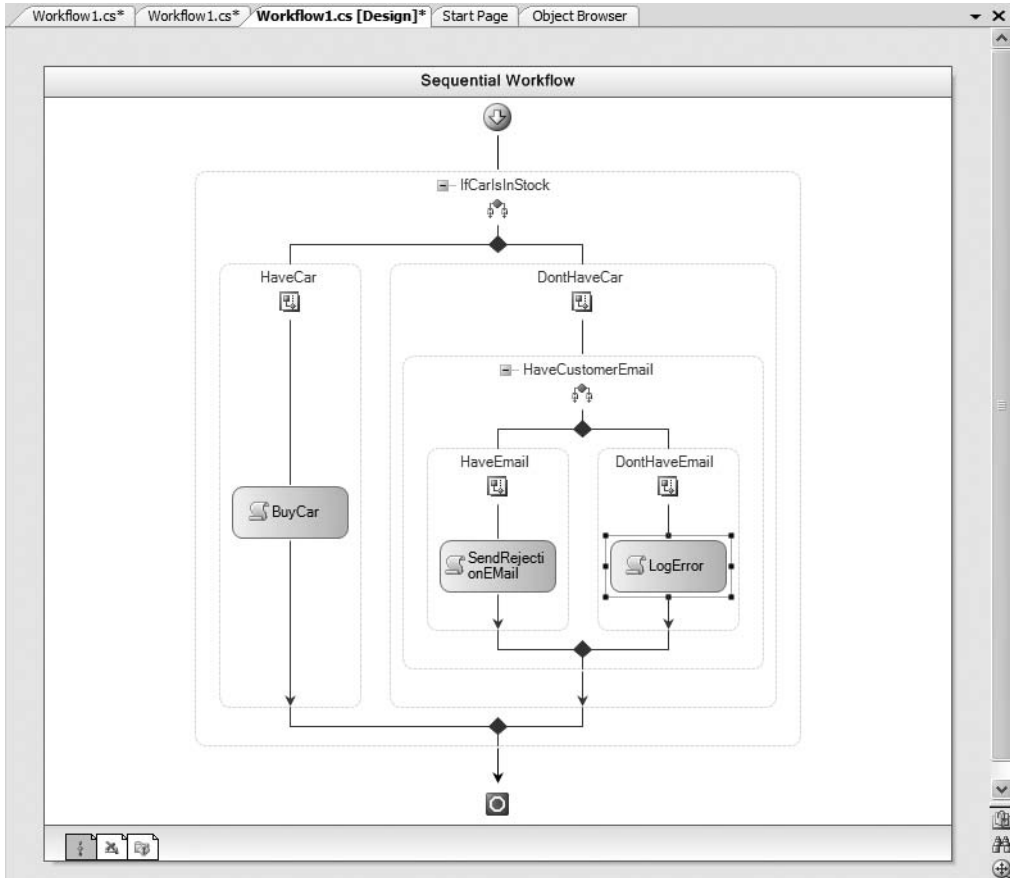 Workflow1.cs* Workflow1.cs* Workflow1.cs [Design]* Start Page Object Browser
Sequential Workflow
IfCarIsInStock
HaveCar DontHaveCar
HaveCustomerEmail
HaveEmail DontHaveEmail
BuyCar
SendRejecti
onEMail
LogError